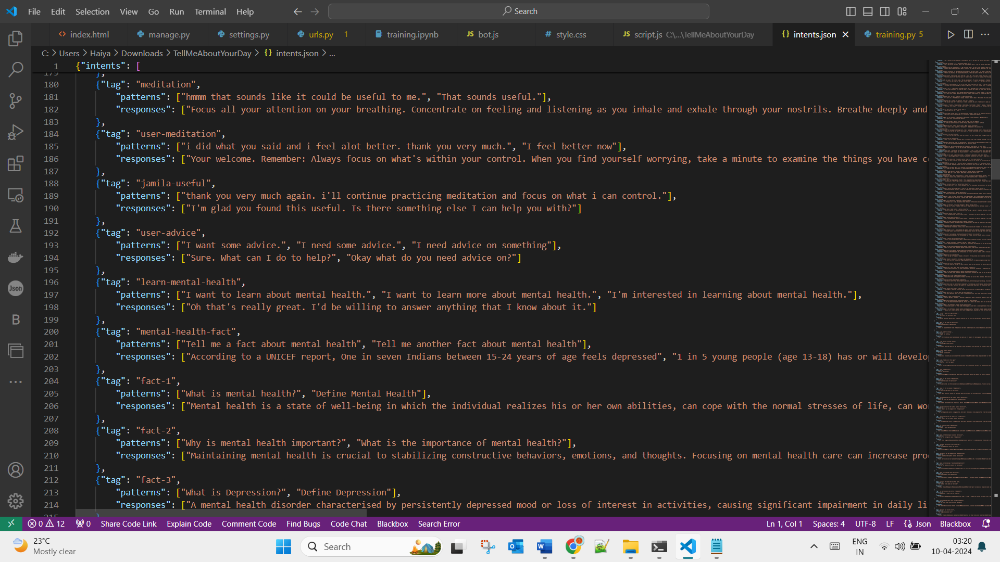 File Edit Selection View Go Run Terminal Help Search
index.html manage.py settings.py urls.py 1 training.ipynb JS bot.js # style.css JS script.js C:\...\TellMeAboutYourDay {} intents.json training.py 5
C: > Users > Haiya > Downloads > TellMeAboutYourDay > {} intents.json > ...
1 {"intents": [
179 },
180 {"tag": "meditation",
181 "patterns": ["hmmm that sounds like it could be useful to me.", "That sounds useful."],
182 "responses": ["Focus all your attention on your breathing. Concentrate on feeling and listening as you inhale and exhale through your nostrils. Breathe deeply and
183 },
184 {"tag": "user-meditation",
185 "patterns": ["i did what you said and i feel alot better. thank you very much.", "I feel better now"],
186 "responses": ["Your welcome. Remember: Always focus on what's within your control. When you find yourself worrying, take a minute to examine the things you have c
187 },
188 {"tag": "jamila-useful",
189 "patterns": ["thank you very much again. i'll continue practicing meditation and focus on what i can control."],
190 "responses": ["I'm glad you found this useful. Is there something else I can help you with?"]
191 },
192 {"tag": "user-advice",
193 "patterns": ["I want some advice.", "I need some advice.", "I need advice on something"],
194 "responses": ["Sure. What can I do to help?", "Okay what do you need advice on?"]
195 },
196 {"tag": "learn-mental-health",
197 "patterns": ["I want to learn about mental health.", "I want to learn more about mental health.", "I'm interested in learning about mental health."],
198 "responses": ["Oh that's really great. I'd be willing to answer anything that I know about it."]
199 },
200 {"tag": "mental-health-fact",
201 "patterns": ["Tell me a fact about mental health", "Tell me another fact about mental health"],
202 "responses": ["According to a UNICEF report, One in seven Indians between 15-24 years of age feels depressed", "1 in 5 young people (age 13-18) has or will develo
203 },
204 {"tag": "fact-1",
205 "patterns": ["What is mental health?", "Define Mental Health"],
206 "responses": ["Mental health is a state of well-being in which the individual realizes his or her own abilities, can cope with the normal stresses of life, can wo
207 },
208 {"tag": "fact-2",
209 "patterns": ["Why is mental health important?", "What is the importance of mental health?"],
210 "responses": ["Maintaining mental health is crucial to stabilizing constructive behaviors, emotions, and thoughts. Focusing on mental health care can increase pro
211 },
212 {"tag": "fact-3",
213 "patterns": ["What is Depression?", "Define Depression"],
214 "responses": ["A mental health disorder characterised by persistently depressed mood or loss of interest in activities, causing significant impairment in daily li
215
Json
B
0 12 0 Share Code Link Explain Code Comment Code Find Bugs Code Chat Blackbox Search Error Ln 1, Col 1 Spaces: 4 UTF-8 LF {} Json Blackbox
23°C
Mostly clear
Search
ENG
IN
03:20
10-04-2024